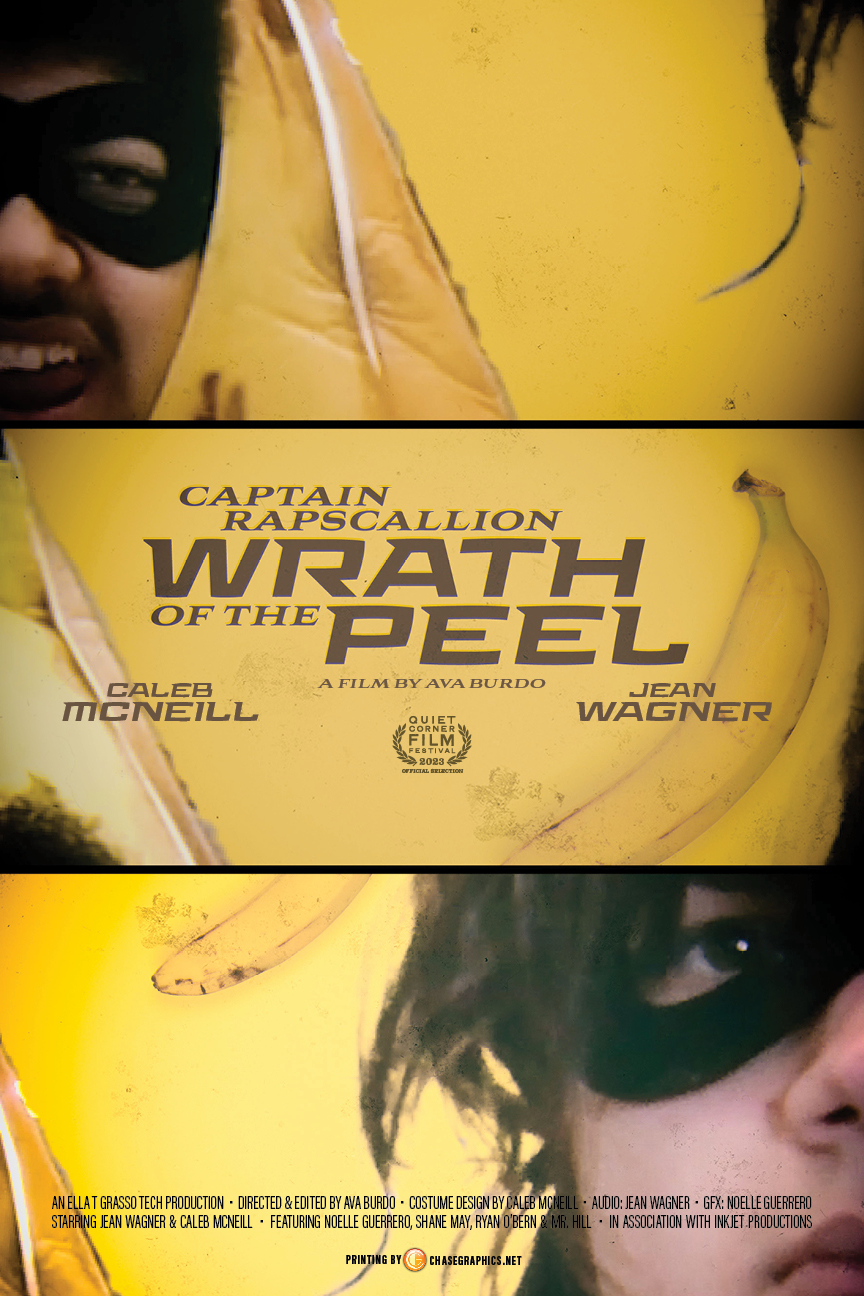 CAPTAIN
RAPSCALLION
WRATH
OF THE PEEL
A FILM BY AVA BURDO
CALEB
MCNEILL
JEAN
WAGNER
QUIET
CORNER
FILM
FESTIVAL
2023
OFFICIAL SELECTION
AN ELLA T GRASSO TECH PRODUCTION • DIRECTED & EDITED BY AVA BURDO • COSTUME DESIGN BY CALEB MCNEILL • AUDIO: JEAN WAGNER • GFX: NOELLE GUERRERO
STARRING JEAN WAGNER & CALEB MCNEILL • FEATURING NOELLE GUERRERO, SHANE MAY, RYAN O'BERN & MR. HILL • IN ASSOCIATION WITH INKJET PRODUCTIONS
PRINTING BY CHASEGRAPHICS.NET